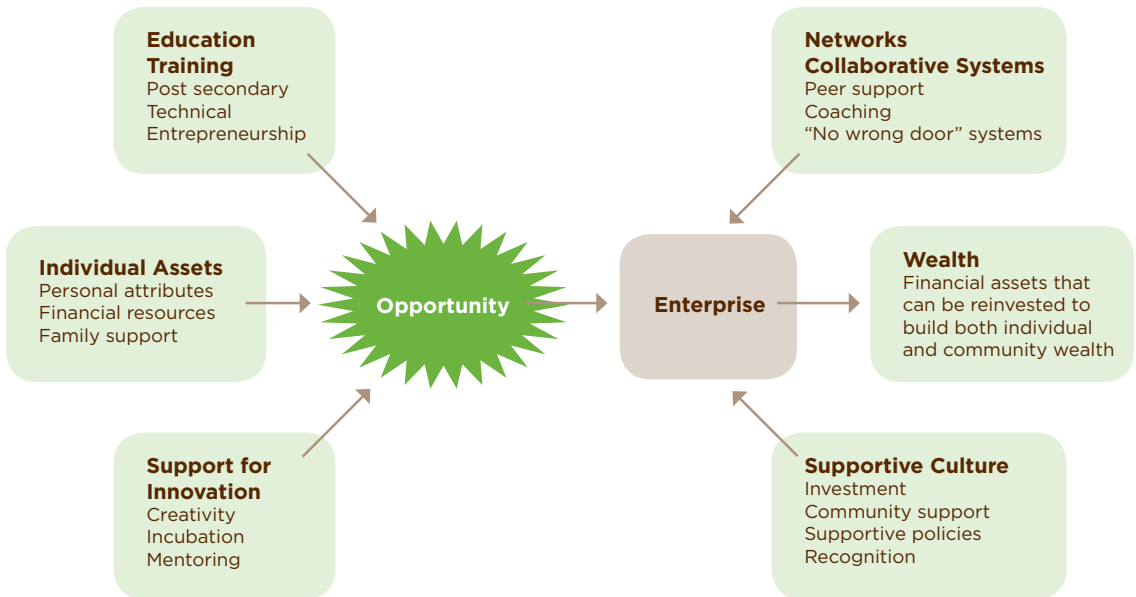 Education
Training
Post secondary
Technical
Entrepreneurship
Networks
Collaborative Systems
Peer support
Coaching
“No wrong door” systems
Individual Assets
Personal attributes
Financial resources
Family support
Opportunity
Enterprise
Wealth
Financial assets that
can be reinvested to
build both individual
and community wealth
Support for
Innovation
Creativity
Incubation
Mentoring
Supportive Culture
Investment
Community support
Supportive policies
Recognition